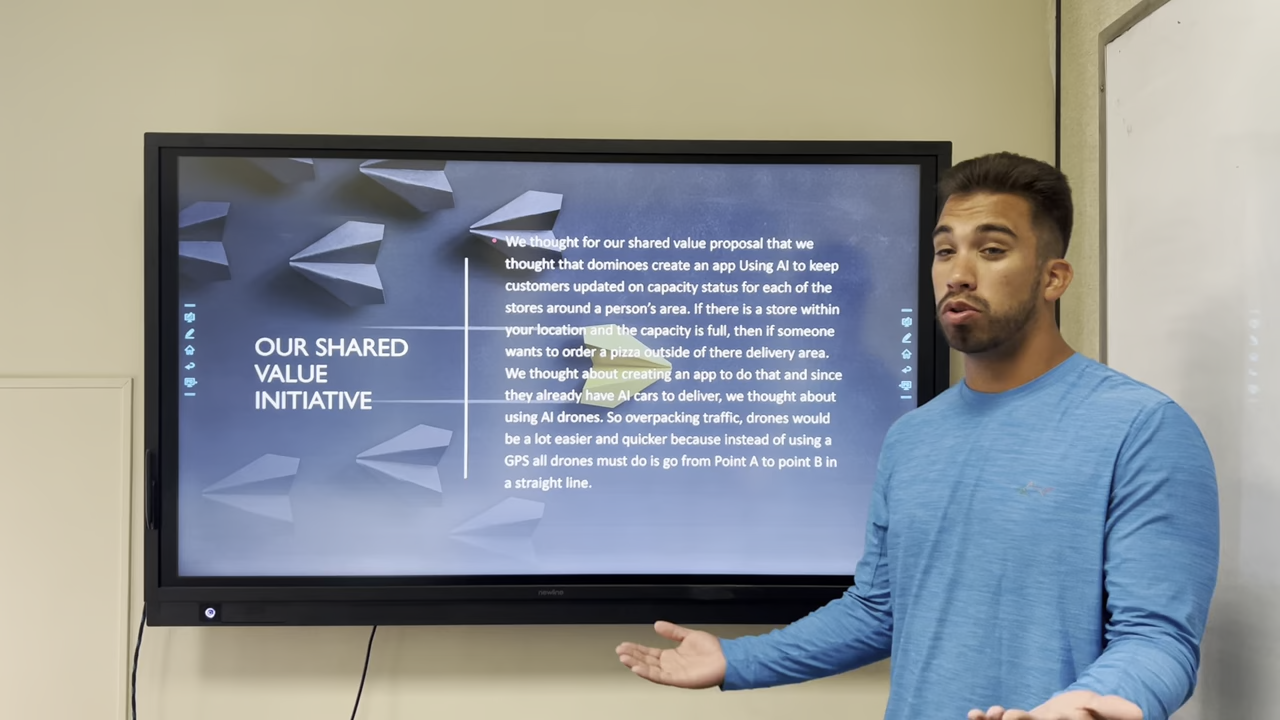 OUR SHARED
VALUE
INITIATIVE
We thought for our shared value proposal that we
thought that dominoes create an app Using AI to keep
customers updated on capacity status for each of the
stores around a person's area. If there is a store within
your location and the capacity is full, then if someone
wants to order a pizza outside of there delivery area.
We thought about creating an app to do that and since
they already have AI cars to deliver, we thought about
using AI drones. So overpacking traffic, drones would
be a lot easier and quicker because instead of using a
GPS all drones must do is go from Point A to point B in
a straight line.
newline